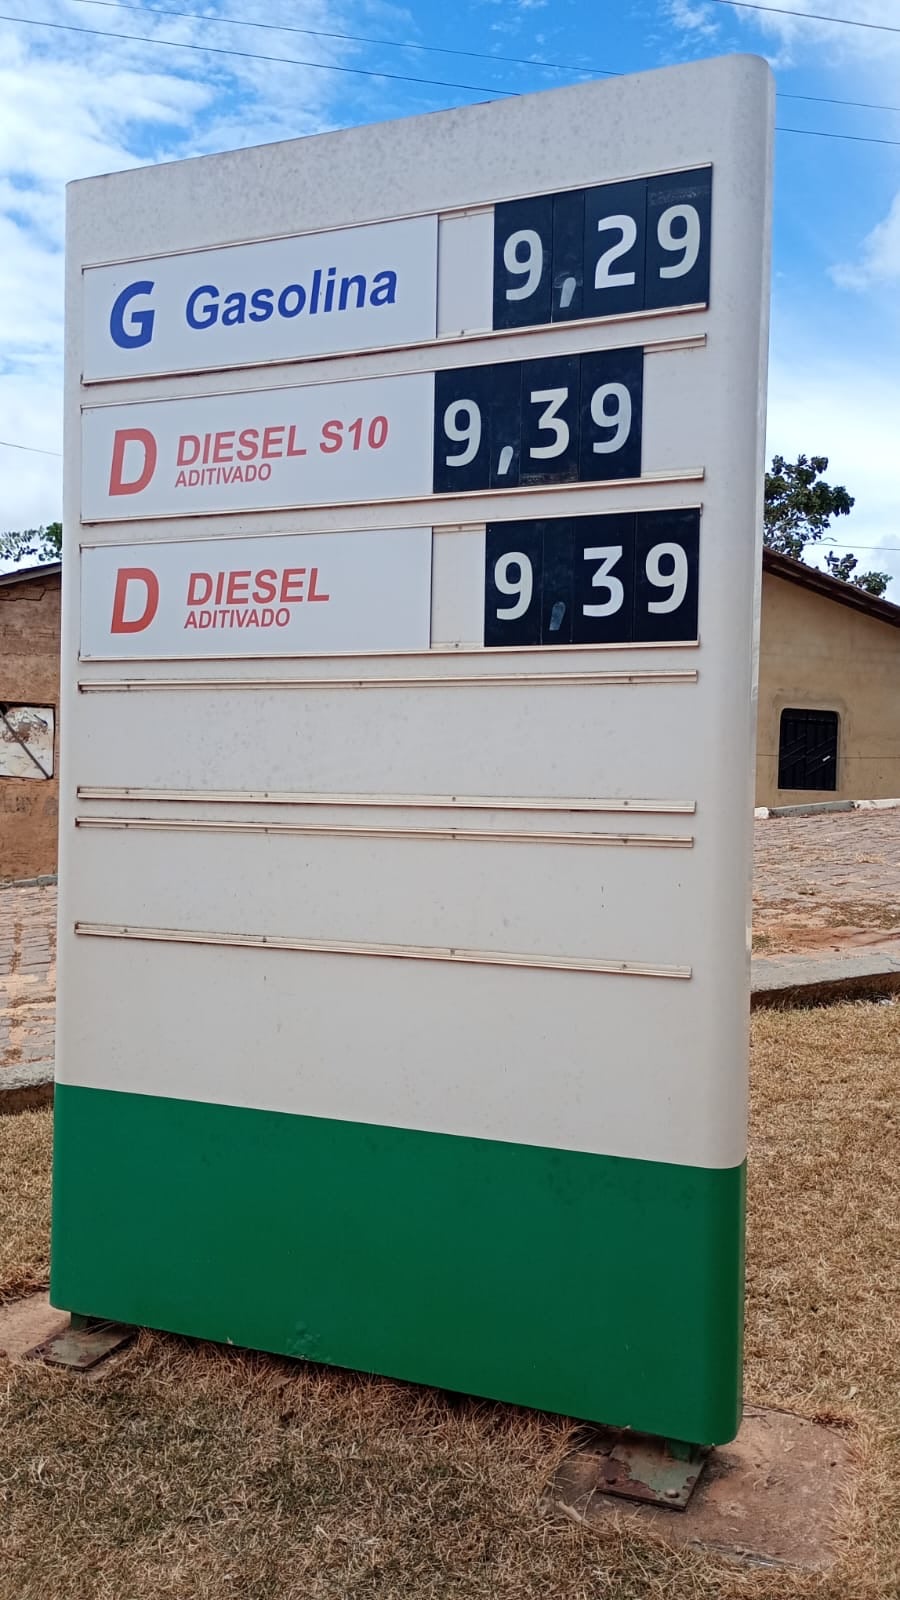 G Gasolina 9,29
D DIESEL S10 9,39
ADITIVADO
D DIESEL 9,39
ADITIVADO